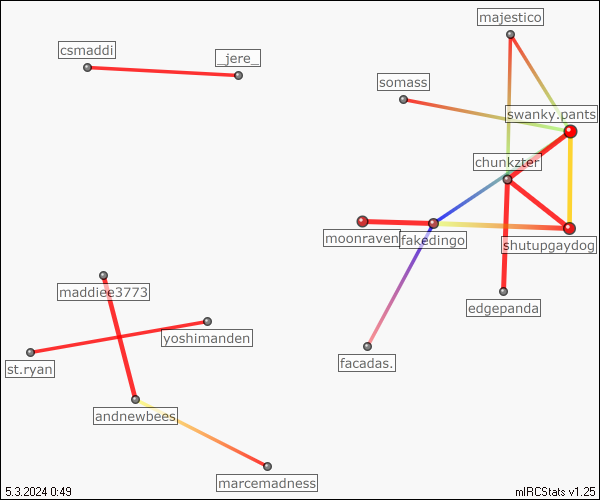 majestico
csmaddi
_jere_
somass
swanky.pants
chunkzter
moonraven
fakedingo
shutupgaydog
maddiee3773
edgepanda
yoshimanden
st.ryan
facadas.
andnewbees
marcemadness
5.3.2024 0:49
mIRCStats v1.25